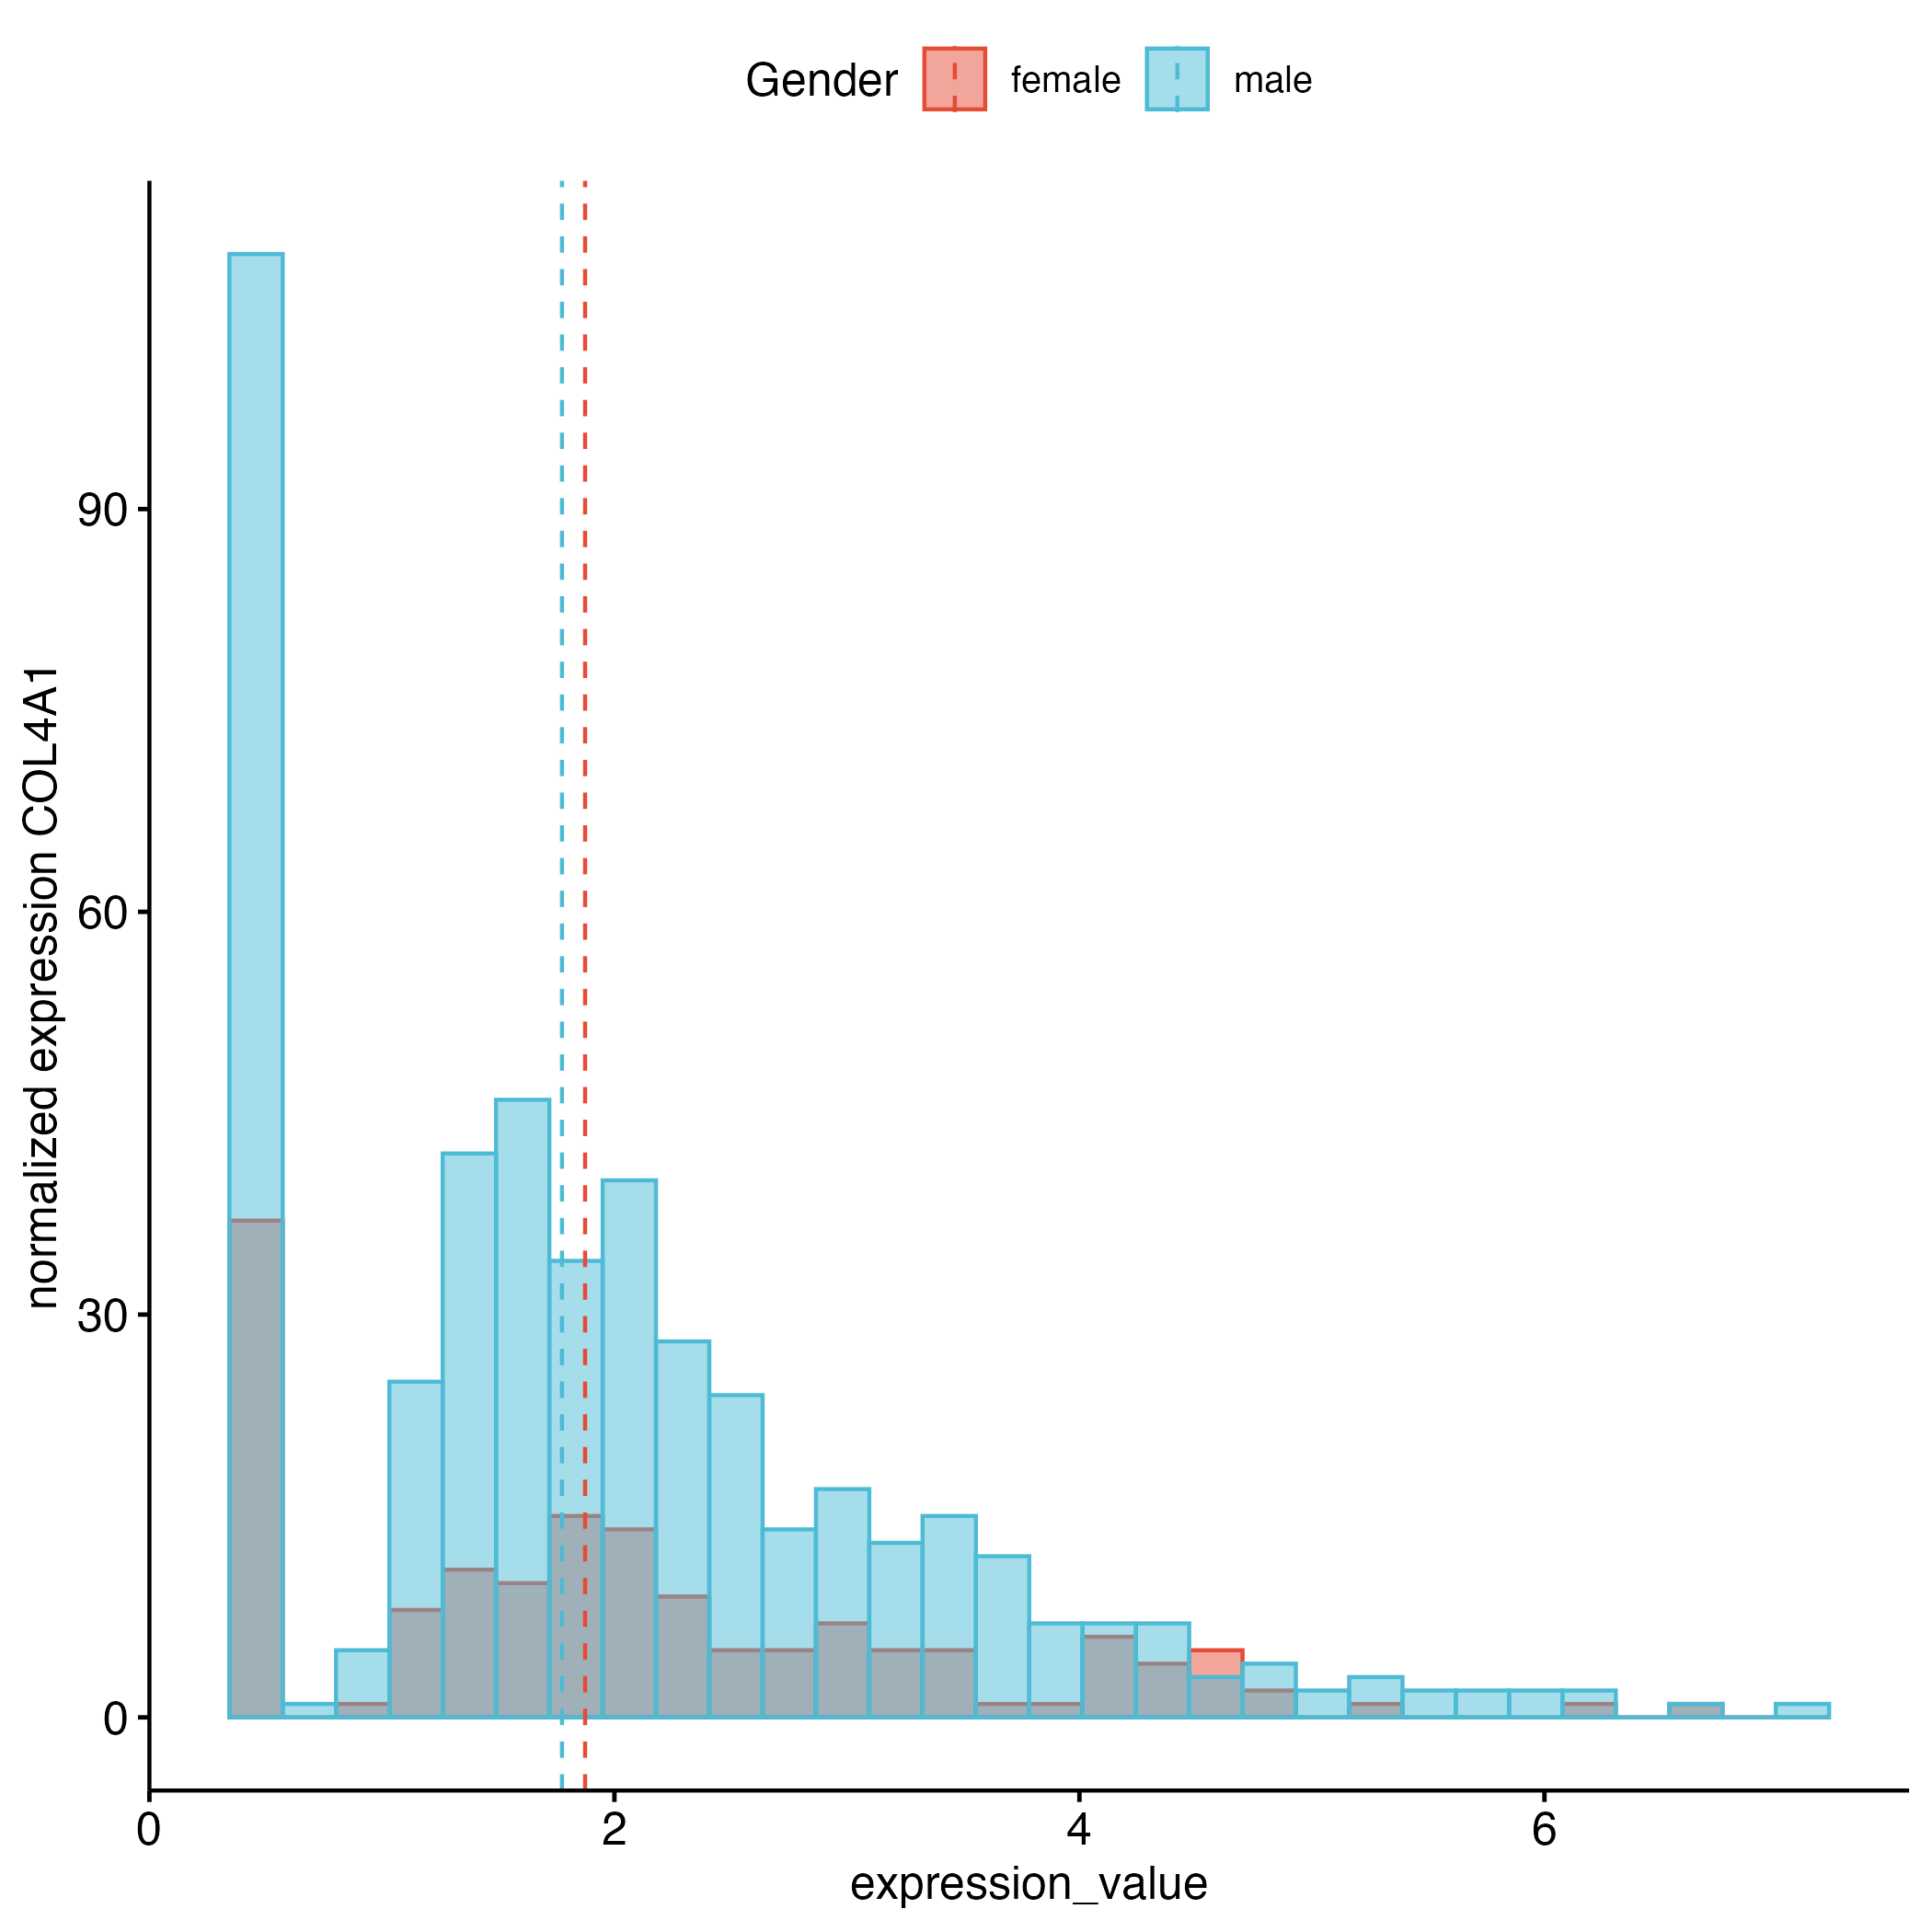 Gender female male
normalized expression COL4A1
90
60
30
0
0 2 4 6
expression_value